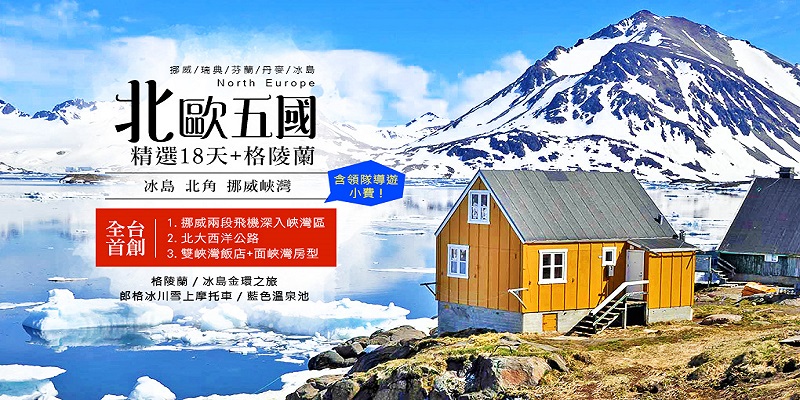 挪威/瑞典/芬蘭/丹麥/冰島
North Europe
北歐五國
精選18天+格陵蘭
冰島 北角 挪威峽灣
含領隊導遊
小費！
全台
首創
1. 挪威兩段飛機深入峽灣區
2. 北大西洋公路
3. 雙峽灣飯店+面峽灣房型
格陵蘭 / 冰島金環之旅
郎格冰川雪上摩托車 / 藍色溫泉池